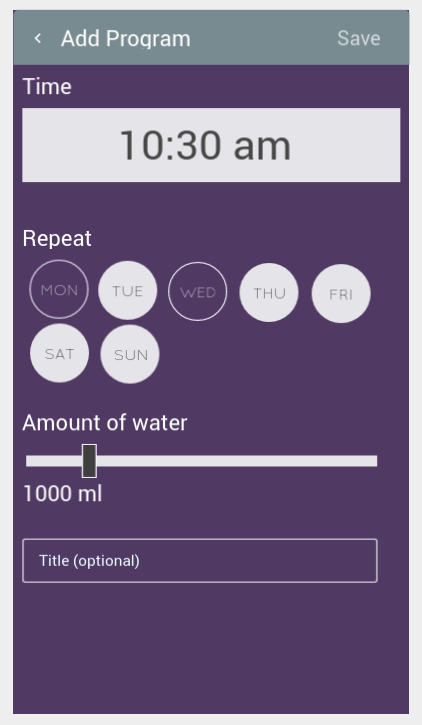 Add Program Save
Time
10:30 am
Repeat
MON TUE WED THU FRI
SAT SUN
Amount of water
1000 ml
Title (optional)